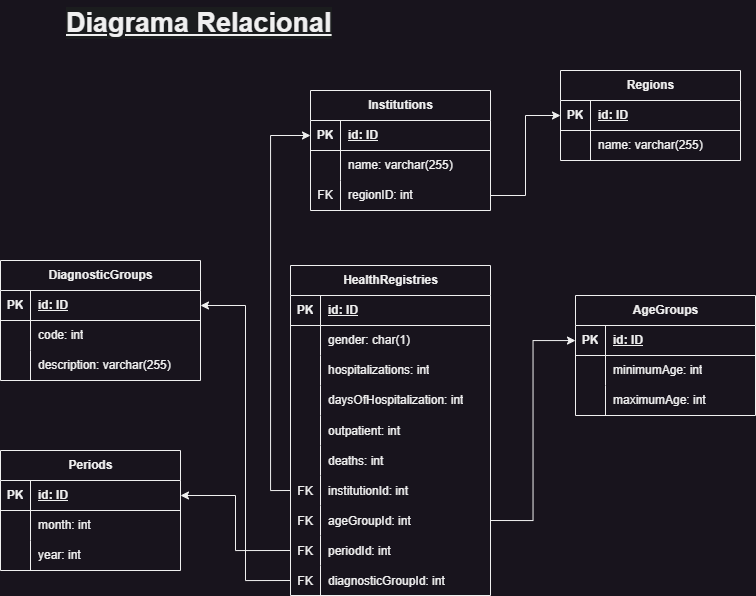 Diagrama Relacional
Regions
PK id: ID
name: varchar(255)
Institutions
PK id: ID
name: varchar(255)
FK regionID: int
DiagnosticGroups
PK id: ID
code: int
description: varchar(255)
HealthRegistries
PK id: ID
gender: char(1)
hospitalizations: int
daysOfHospitalization: int
outpatient: int
deaths: int
FK institutionId: int
FK ageGroupId: int
FK periodId: int
FK diagnosticGroupId: int
AgeGroups
PK id: ID
minimumAge: int
maximumAge: int
Periods
PK id: ID
month: int
year: int